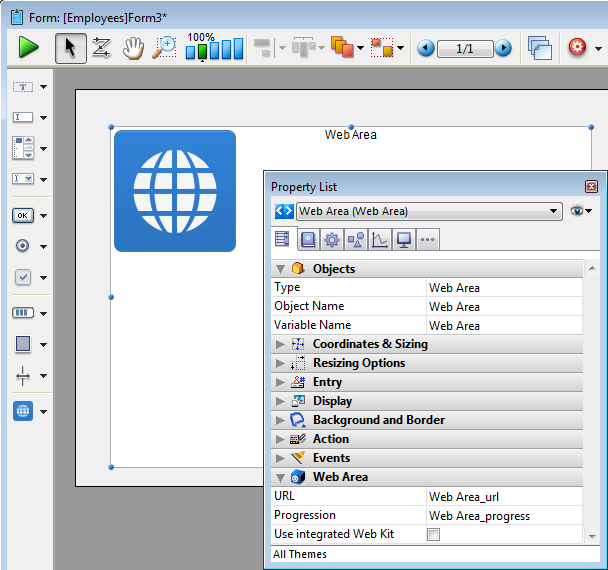 Form: [Employees]Form3*
100%
1/1
T
OK
Web Area
Property List
Web Area (Web Area)
Objects
Type Web Area
Object Name Web Area
Variable Name Web Area
Coordinates & Sizing
Resizing Options
Entry
Display
Background and Border
Action
Events
Web Area
URL Web Area_url
Progression Web Area_progress
Use integrated Web Kit
All Themes